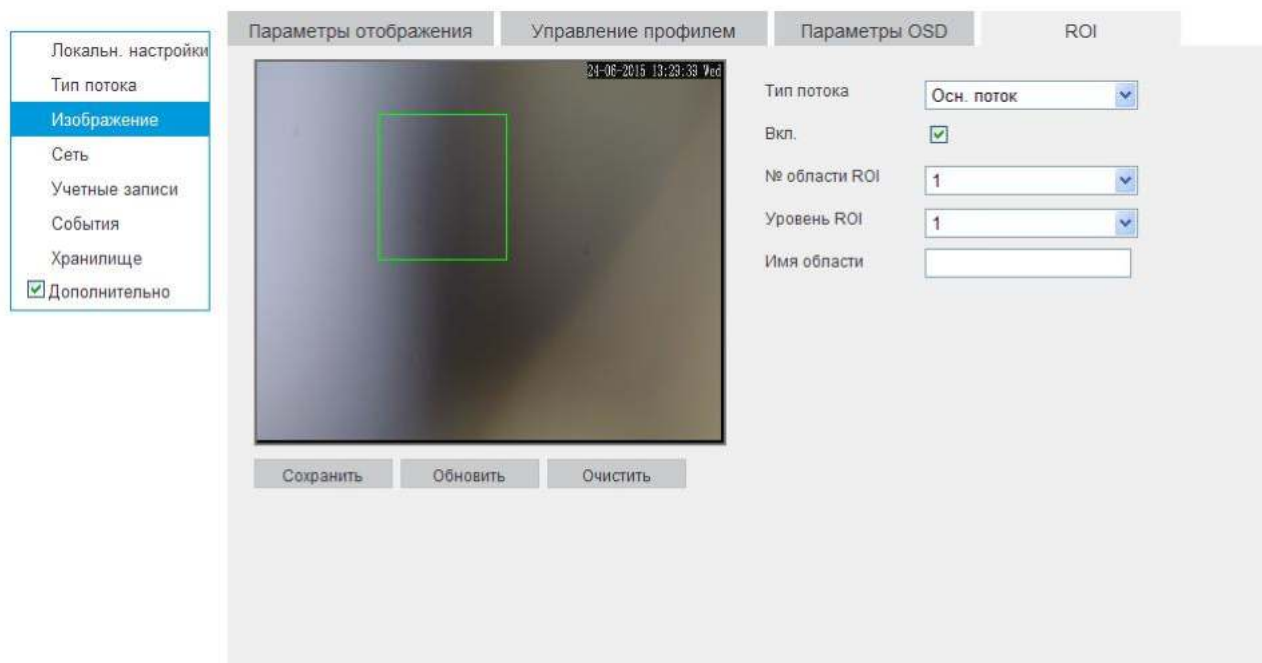 Параметры отображения
Управление профилем
Параметры OSD
ROI
Локальн. настройки
Тип потока
Изображение
Сеть
Учетные записи
События
Хранилище
Дополнительно
24-06-2015 13:29:39 Wed
Тип потока
Осн. поток
Вкл.
№ области ROI
1
Уровень ROI
1
Имя области
Сохранить
Обновить
Очистить